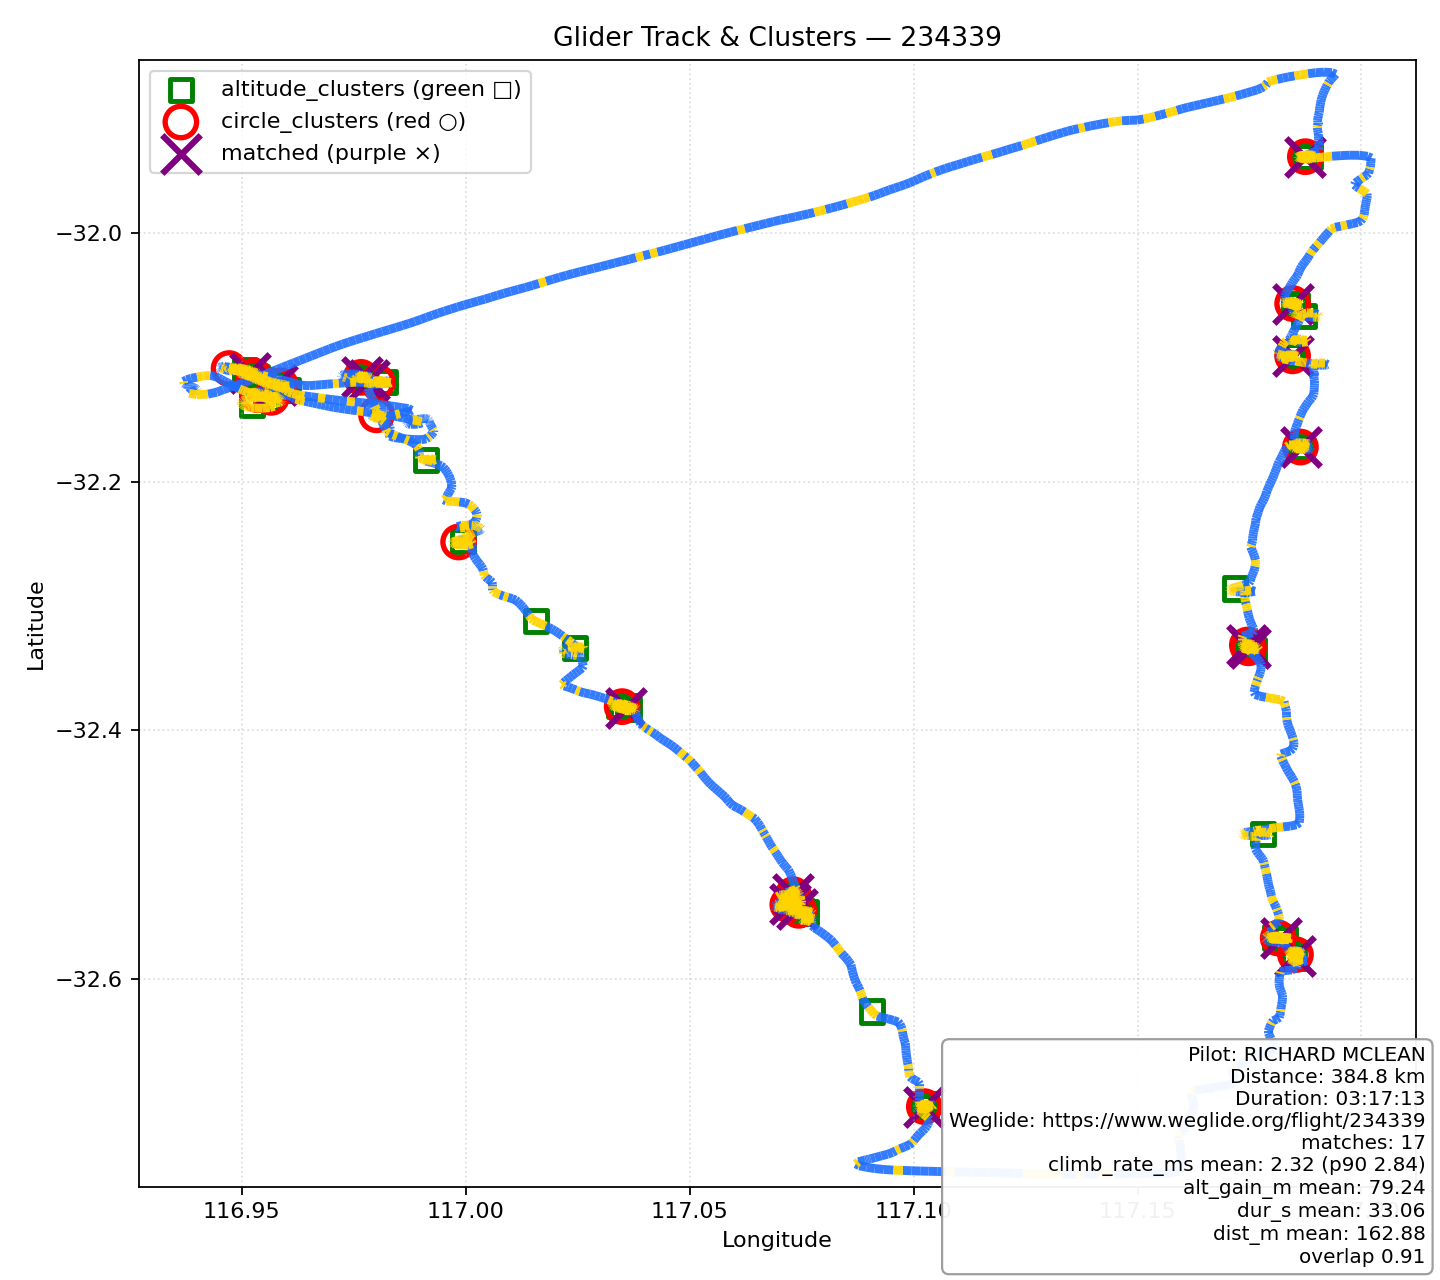 Glider Track & Clusters — 234339
altitude_clusters (green □)
circle_clusters (red ○)
matched (purple ×)
Latitude
−32.0
−32.2
−32.4
−32.6
116.95
117.00
117.05
117.10
117.15
Longitude
Pilot: RICHARD MCLEAN
Distance: 384.8 km
Duration: 03:17:13
Weglide: https://www.weglide.org/flight/234339
matches: 17
climb_rate_ms mean: 2.32 (p90 2.84)
alt_gain_m mean: 79.24
dur_s mean: 33.06
dist_m mean: 162.88
overlap 0.91